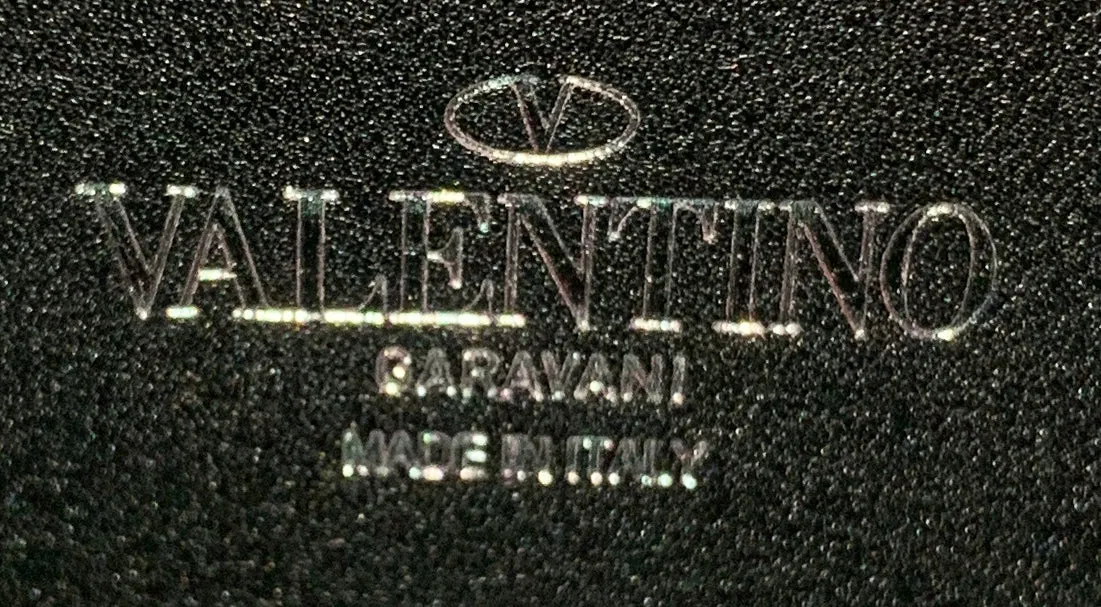 V
VALENTINO
GARAVANI
MADE IN ITALY